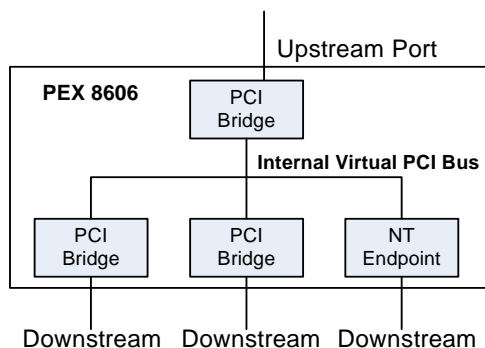 Upstream Port
PEX 8606
PCI
Bridge
Internal Virtual PCI Bus
PCI
Bridge
PCI
Bridge
NT
Endpoint
Downstream
Downstream
Downstream